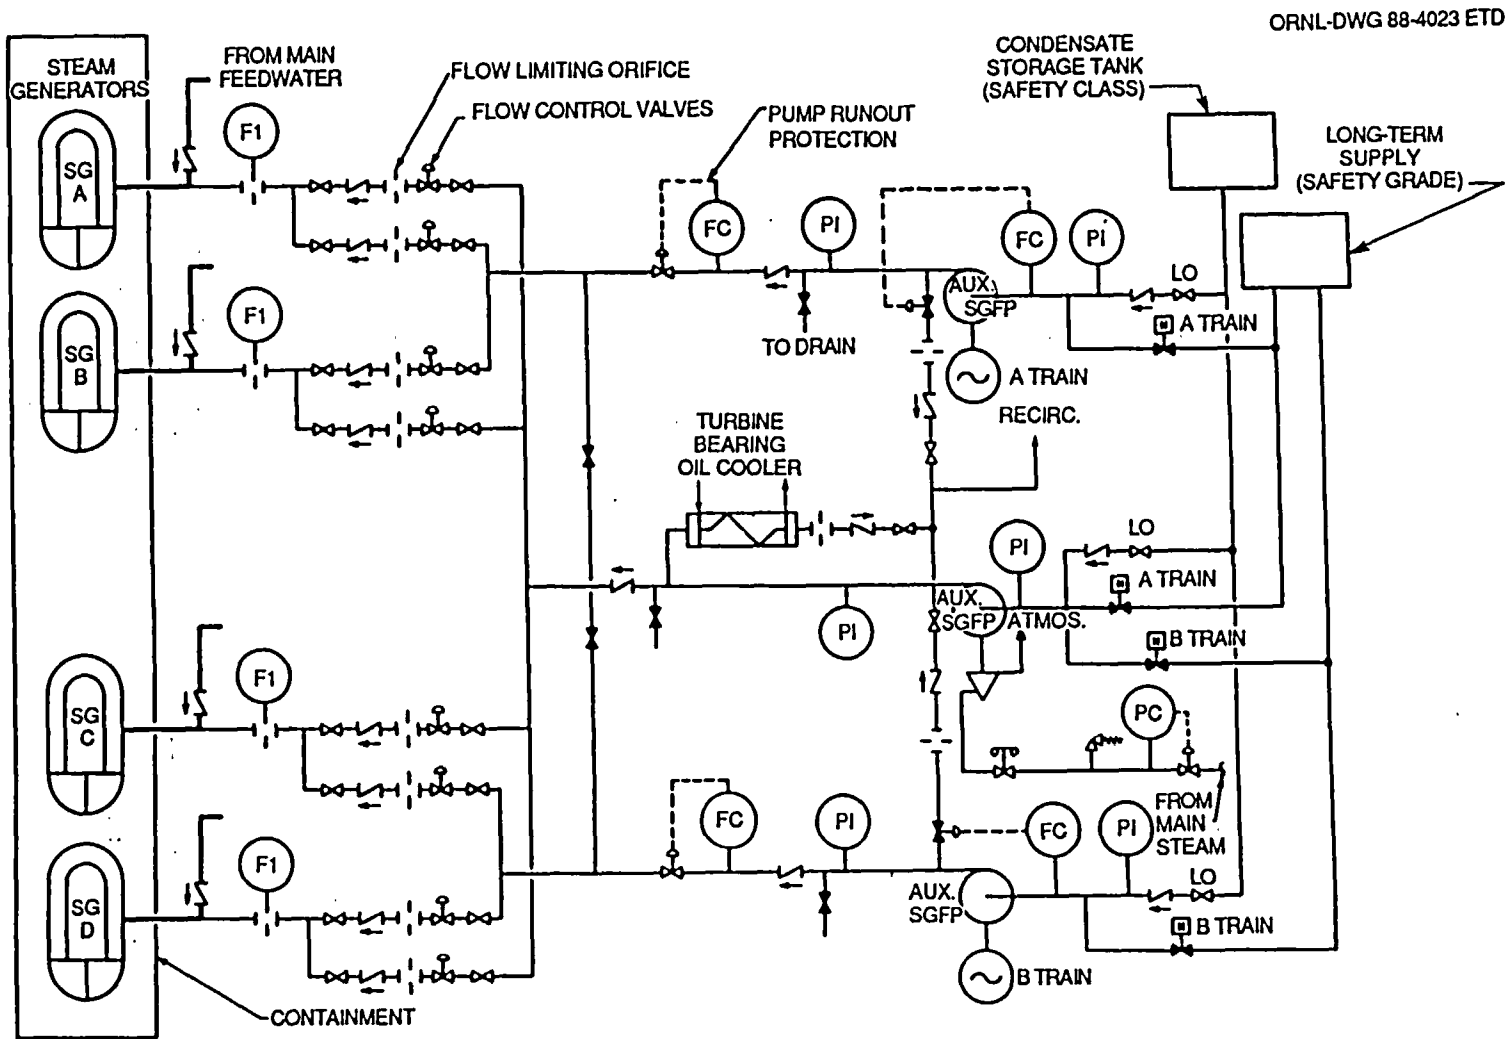 ORNL-DWG 88-4023 ETD
STEAM
GENERATORS
FROM MAIN
FEEDWATER
FLOW LIMITING ORIFICE
FLOW CONTROL VALVES
PUMP RUNOUT
PROTECTION
CONDENSATE
STORAGE TANK
(SAFETY CLASS)
LONG-TERM
SUPPLY
(SAFETY GRADE)
SG
A
F1
FC
PI
FC
PI
LO
AUX.
SGFP
A TRAIN
TO DRAIN
A TRAIN
RECIRC.
SG
B
F1
TURBINE
BEARING
OIL COOLER
PI
LO
A TRAIN
AUX.
SGFP
ATMOS.
PI
B TRAIN
SG
C
F1
PC
FROM
MAIN
STEAM
FC
PI
FC
PI
LO
AUX.
SGFP
B TRAIN
B TRAIN
SG
D
F1
CONTAINMENT